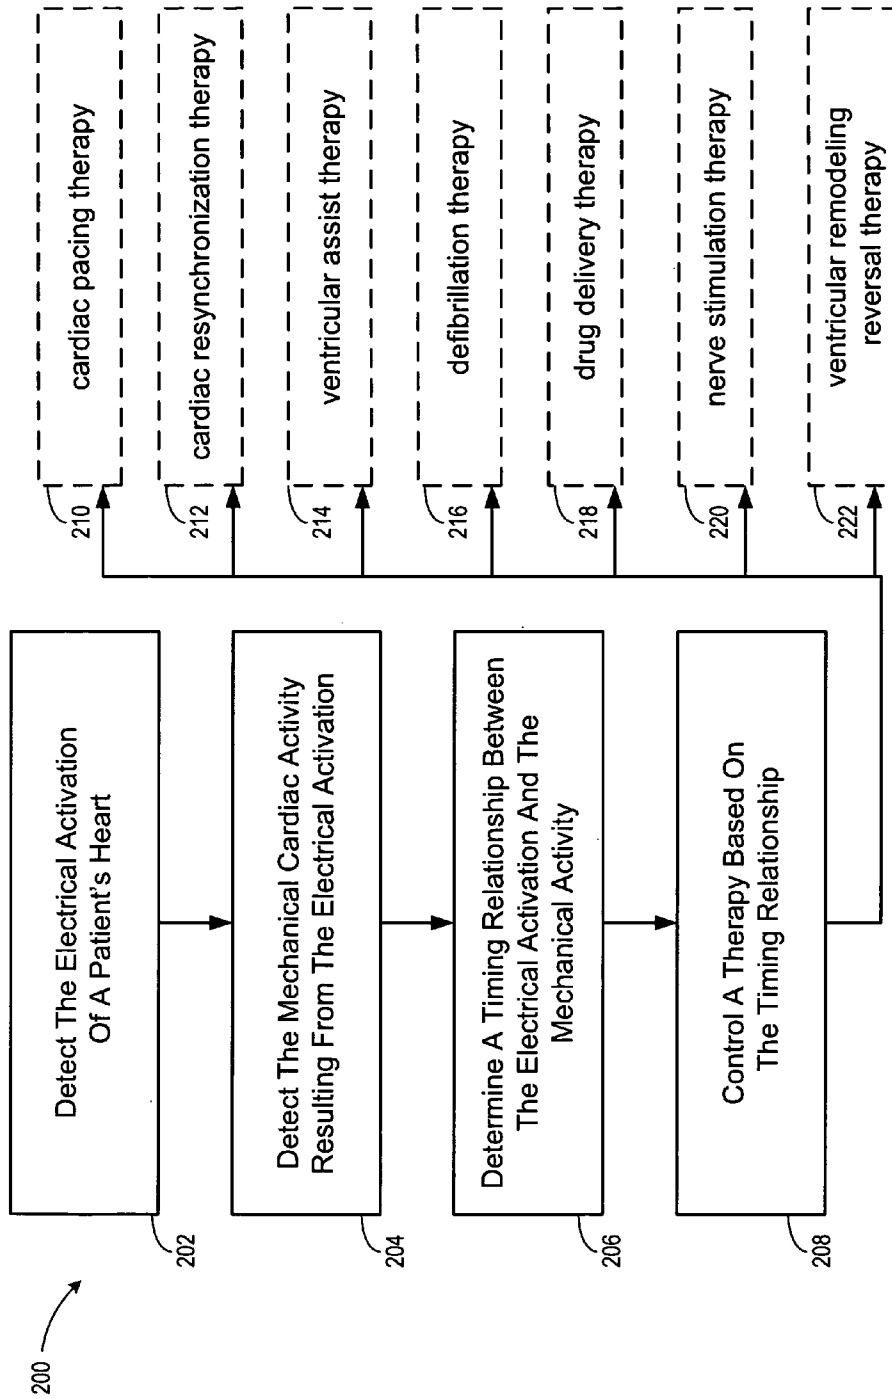 200
Detect The Electrical Activation
Of A Patient's Heart
202
Detect The Mechanical Cardiac Activity
Resulting From The Electrical Activation
204
Determine A Timing Relationship Between
The Electrical Activation And The
Mechanical Activity
206
Control A Therapy Based On
The Timing Relationship
208
cardiac pacing therapy
210
cardiac resynchronization therapy
212
ventricular assist therapy
214
defibrillation therapy
216
drug delivery therapy
218
nerve stimulation therapy
220
ventricular remodeling
reversal therapy
222